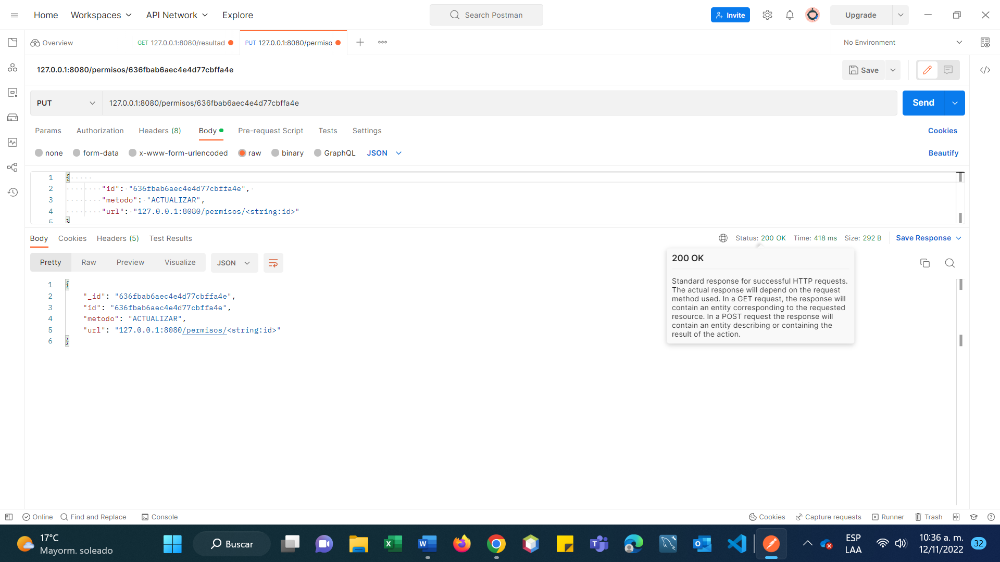 Home Workspaces API Network Explore Search Postman Invite Upgrade
Overview GET 127.0.0.1:8080/resultad PUT 127.0.0.1:8080/permiso No Environment
127.0.0.1:8080/permisos/636fbab6aec4e4d77cbffa4e Save
PUT 127.0.0.1:8080/permisos/636fbab6aec4e4d77cbffa4e Send
Params Authorization Headers (8) Body Pre-request Script Tests Settings Cookies
none form-data x-www-form-urlencoded raw binary GraphQL JSON Beautify
1 {
2 "id": "636fbab6aec4e4d77cbffa4e",
3 "metodo": "ACTUALIZAR",
4 "url": "127.0.0.1:8080/permisos/<string:id>"
5 }
Body Cookies Headers (5) Test Results Status: 200 OK Time: 418 ms Size: 292 B Save Response
Pretty Raw Preview Visualize JSON
200 OK
Standard response for successful HTTP requests.
The actual response will depend on the request
method used. In a GET request, the response will
contain an entity corresponding to the requested
resource. In a POST request the response will
contain an entity describing or containing the
result of the action.
1 {
2 "_id": "636fbab6aec4e4d77cbffa4e",
3 "id": "636fbab6aec4e4d77cbffa4e",
4 "metodo": "ACTUALIZAR",
5 "url": "127.0.0.1:8080/permisos/<string:id>"
6 }
Online Find and Replace Console Cookies Capture requests Runner Trash
17°C
Mayorm. soleado
Buscar
ESP
LAA
10:36 a. m.
12/11/2022
32